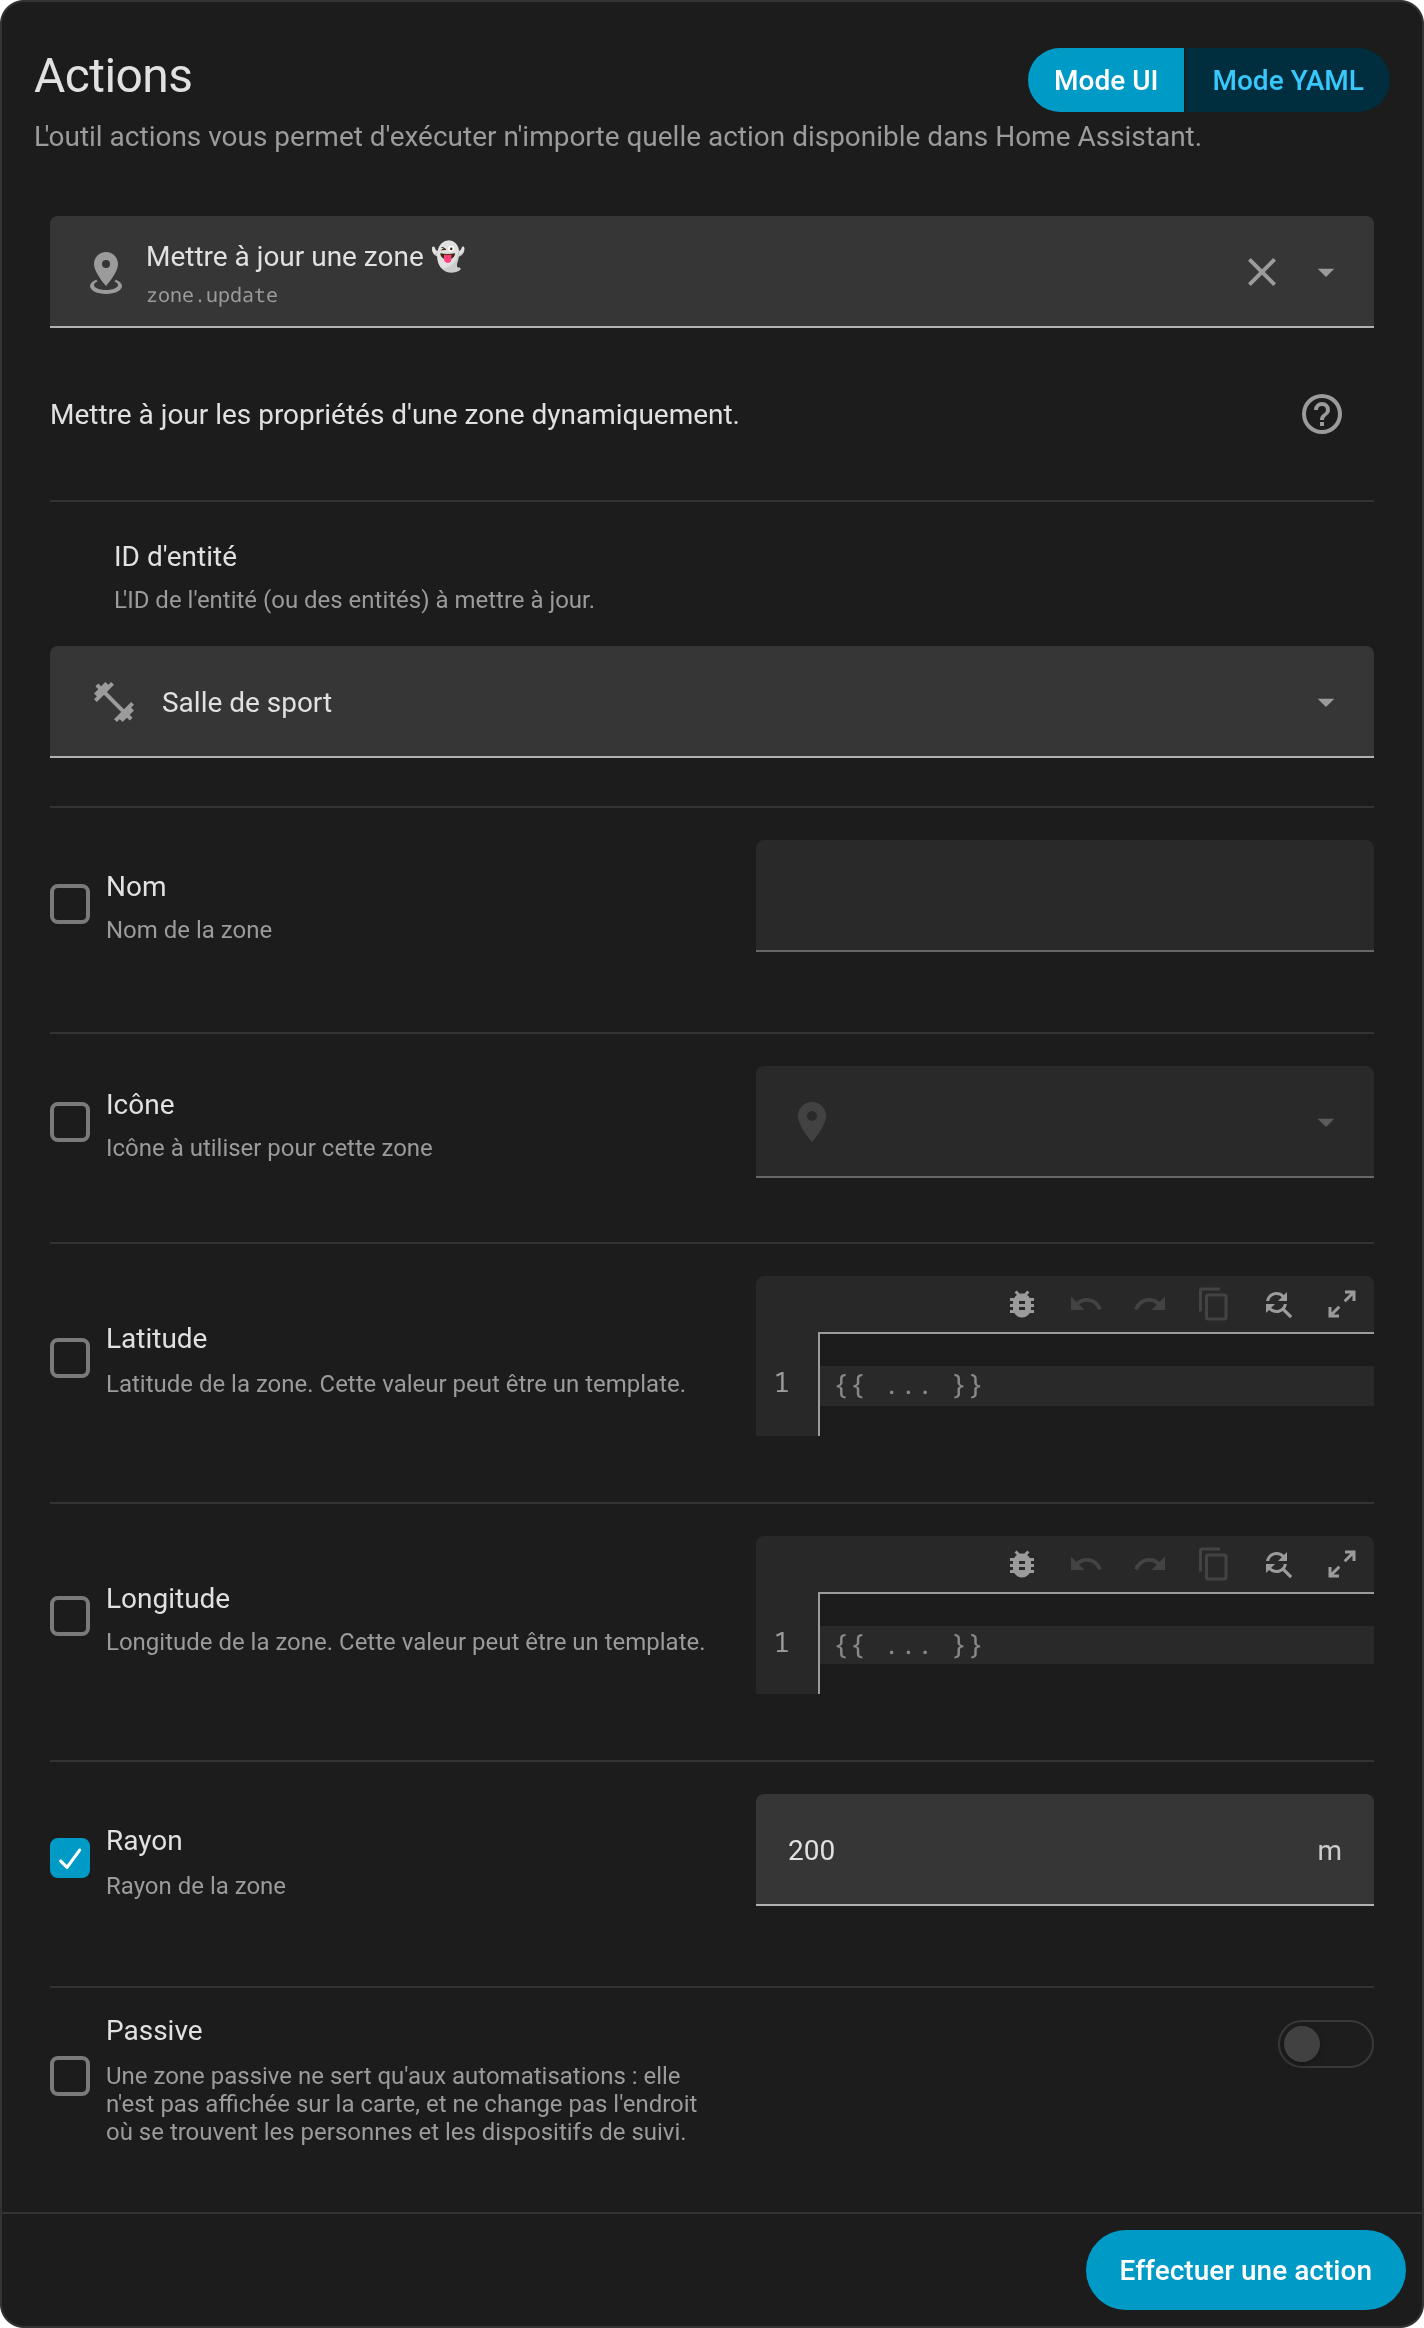 Actions
Mode UI
Mode YAML
L'outil actions vous permet d'exécuter n'importe quelle action disponible dans Home Assistant.
Mettre à jour une zone 👻
zone.update
Mettre à jour les propriétés d'une zone dynamiquement.
ID d'entité
L'ID de l'entité (ou des entités) à mettre à jour.
Salle de sport
Nom
Nom de la zone
Icône
Icône à utiliser pour cette zone
Latitude
Latitude de la zone. Cette valeur peut être un template.
1
{{ ... }}
Longitude
Longitude de la zone. Cette valeur peut être un template.
1
{{ ... }}
Rayon
Rayon de la zone
200
m
Passive
Une zone passive ne sert qu'aux automatisations : elle
n'est pas affichée sur la carte, et ne change pas l'endroit
où se trouvent les personnes et les dispositifs de suivi.
Effectuer une action